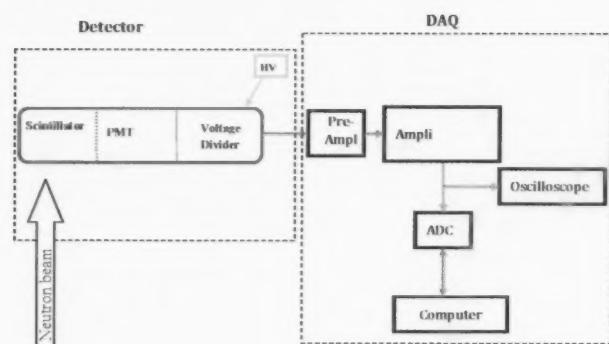 Detector
DAQ
HV
Scintillator
PMT
Voltage
Divider
Pre-
Ampl
Ampli
Oscilloscope
ADC
Computer
Neutron beam